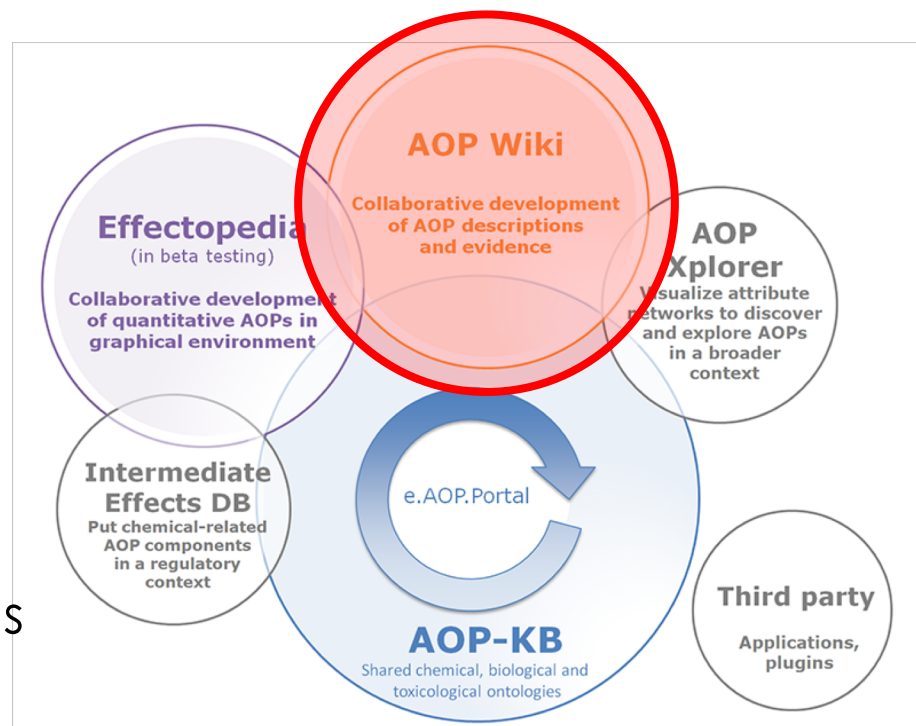 AOP Wiki
Collaborative development
of AOP descriptions
and evidence
Effectopedia
(in beta testing)
Collaborative development
of quantitative AOPs in
graphical environment
AOP
Xplorer
Visualize attribute
networks to discover
and explore AOPs
in a broader
context
Intermediate
Effects DB
Put chemical-related
AOP components
in a regulatory
context
e.AOP.Portal
Third party
Applications,
plugins
s
AOP-KB
Shared chemical, biological and
toxicological ontologies